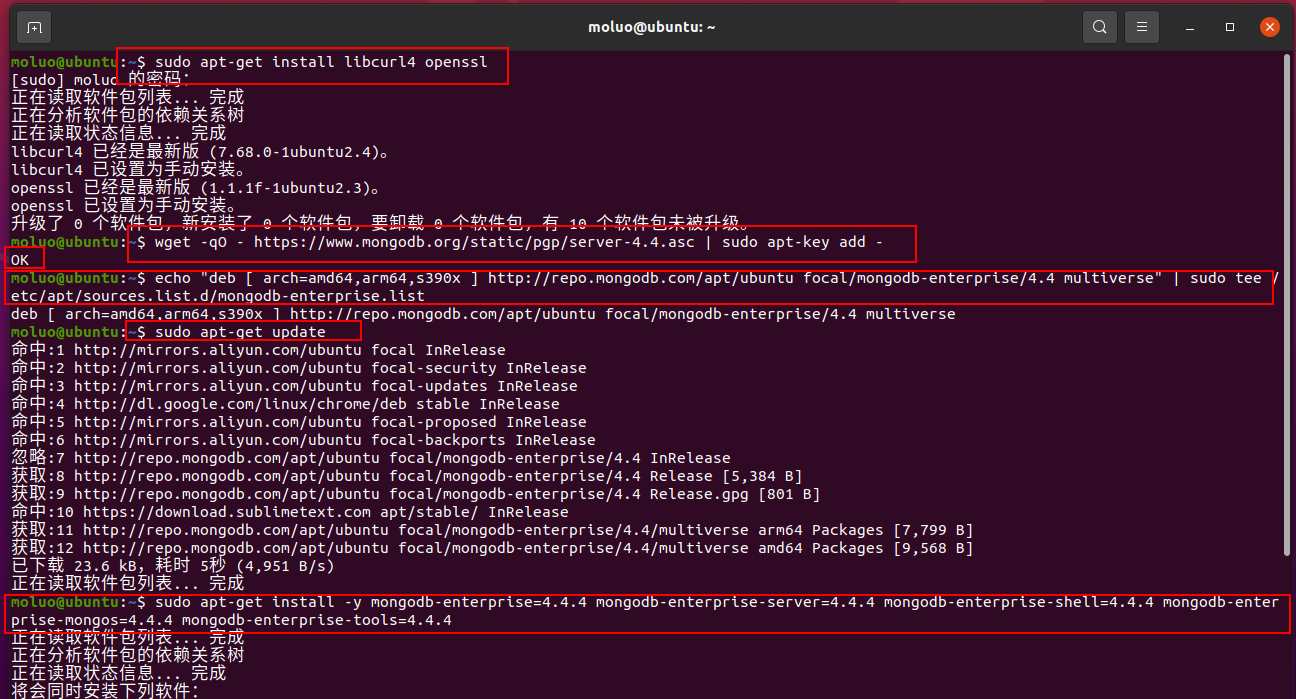 moluo@ubuntu: ~
moluo@ubuntu:~$ sudo apt-get install libcurl4 openssl
[sudo] moluo 的密码：
正在读取软件包列表... 完成
正在分析软件包的依赖关系树
正在读取状态信息... 完成
libcurl4 已经是最新版 (7.68.0-1ubuntu2.4)。
libcurl4 已设置为手动安装。
openssl 已经是最新版 (1.1.1f-1ubuntu2.3)。
openssl 已设置为手动安装。
升级了 0 个软件包，新安装了 0 个软件包，要卸载 0 个软件包，有 10 个软件包未被升级。
moluo@ubuntu:~$ wget -qO - https://www.mongodb.org/static/pgp/server-4.4.asc | sudo apt-key add -
OK
moluo@ubuntu:~$ echo "deb [ arch=amd64,arm64,s390x ] http://repo.mongodb.com/apt/ubuntu focal/mongodb-enterprise/4.4 multiverse" | sudo tee /
etc/apt/sources.list.d/mongodb-enterprise.list
deb [ arch=amd64,arm64,s390x ] http://repo.mongodb.com/apt/ubuntu focal/mongodb-enterprise/4.4 multiverse
moluo@ubuntu:~$ sudo apt-get update
命中:1 http://mirrors.aliyun.com/ubuntu focal InRelease
命中:2 http://mirrors.aliyun.com/ubuntu focal-security InRelease
命中:3 http://mirrors.aliyun.com/ubuntu focal-updates InRelease
命中:4 http://dl.google.com/linux/chrome/deb stable InRelease
命中:5 http://mirrors.aliyun.com/ubuntu focal-proposed InRelease
命中:6 http://mirrors.aliyun.com/ubuntu focal-backports InRelease
忽略:7 http://repo.mongodb.com/apt/ubuntu focal/mongodb-enterprise/4.4 InRelease
获取:8 http://repo.mongodb.com/apt/ubuntu focal/mongodb-enterprise/4.4 Release [5,384 B]
获取:9 http://repo.mongodb.com/apt/ubuntu focal/mongodb-enterprise/4.4 Release.gpg [801 B]
命中:10 https://download.sublimetext.com apt/stable/ InRelease
获取:11 http://repo.mongodb.com/apt/ubuntu focal/mongodb-enterprise/4.4/multiverse arm64 Packages [7,799 B]
获取:12 http://repo.mongodb.com/apt/ubuntu focal/mongodb-enterprise/4.4/multiverse amd64 Packages [9,568 B]
已下载 23.6 kB，耗时 5秒 (4,951 B/s)
正在读取软件包列表... 完成
moluo@ubuntu:~$ sudo apt-get install -y mongodb-enterprise=4.4.4 mongodb-enterprise-server=4.4.4 mongodb-enterprise-shell=4.4.4 mongodb-enter
prise-mongos=4.4.4 mongodb-enterprise-tools=4.4.4
正在读取软件包列表... 完成
正在分析软件包的依赖关系树
正在读取状态信息... 完成
将会同时安装下列软件：